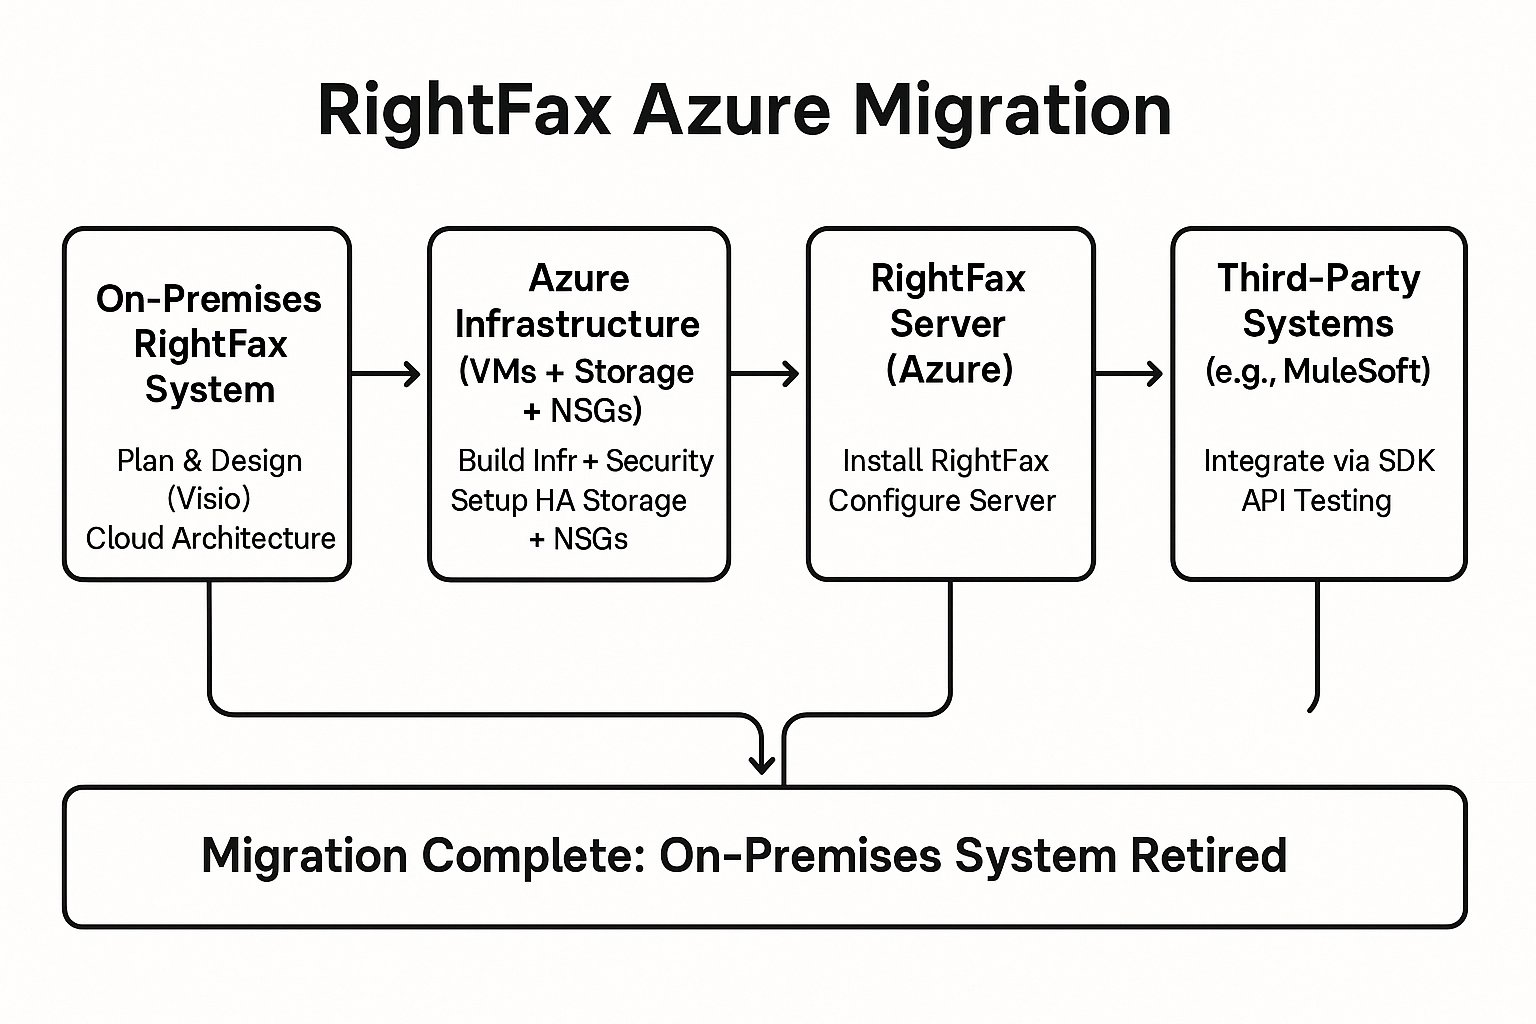 RightFax Azure Migration
On-Premises
RightFax
System
Plan & Design
(Visio)
Cloud Architecture
Azure
Infrastructure
(VMs + Storage
+ NSGs)
Build Infr + Security
Setup HA Storage
+ NSGs
RightFax
Server
(Azure)
Install RightFax
Configure Server
Third-Party
Systems
(e.g., MuleSoft)
Integrate via SDK
API Testing
Migration Complete: On-Premises System Retired